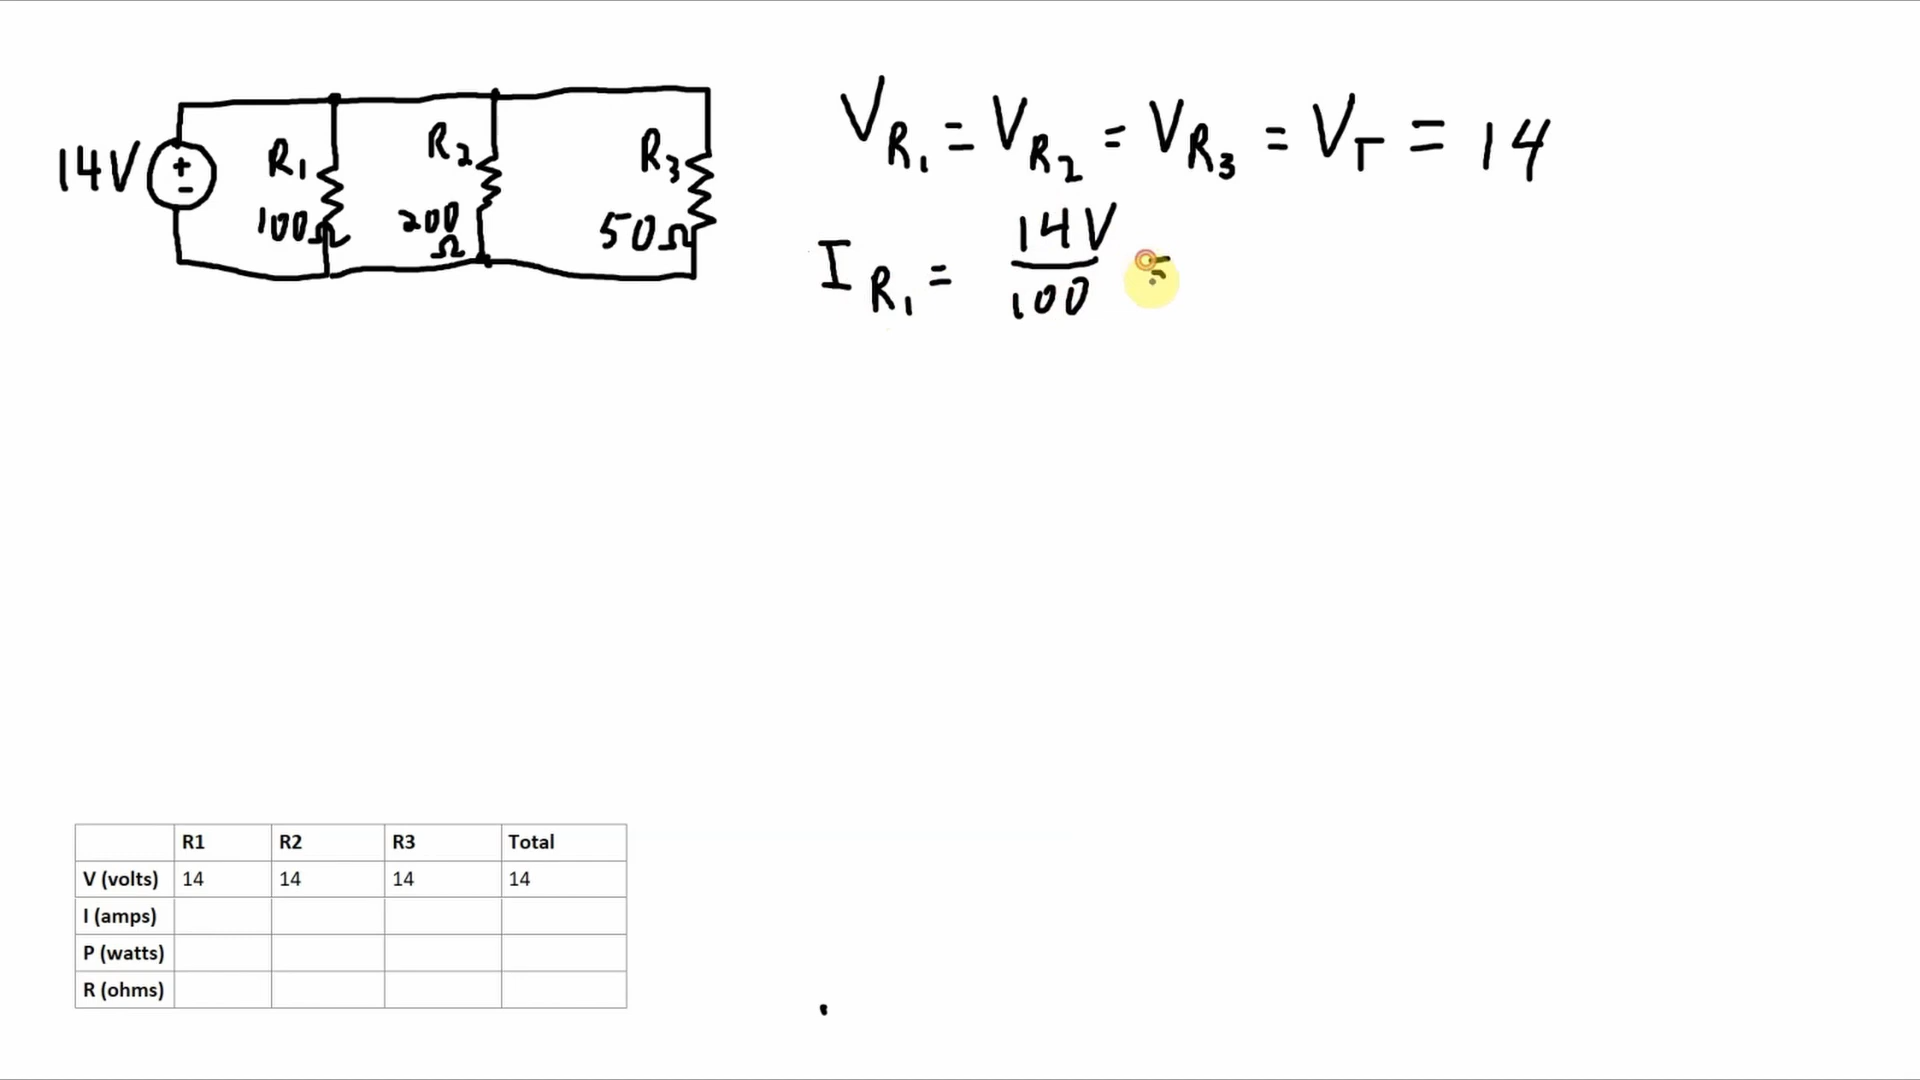 14V
+
-
R1
100Ω
R2
200
Ω
R3
50Ω
VR1 = VR2 = VR3 = VT = 14
IR1 = 14V / 100 =
R1 R2 R3 Total
V (volts) 14 14 14 14
I (amps)
P (watts)
R (ohms)